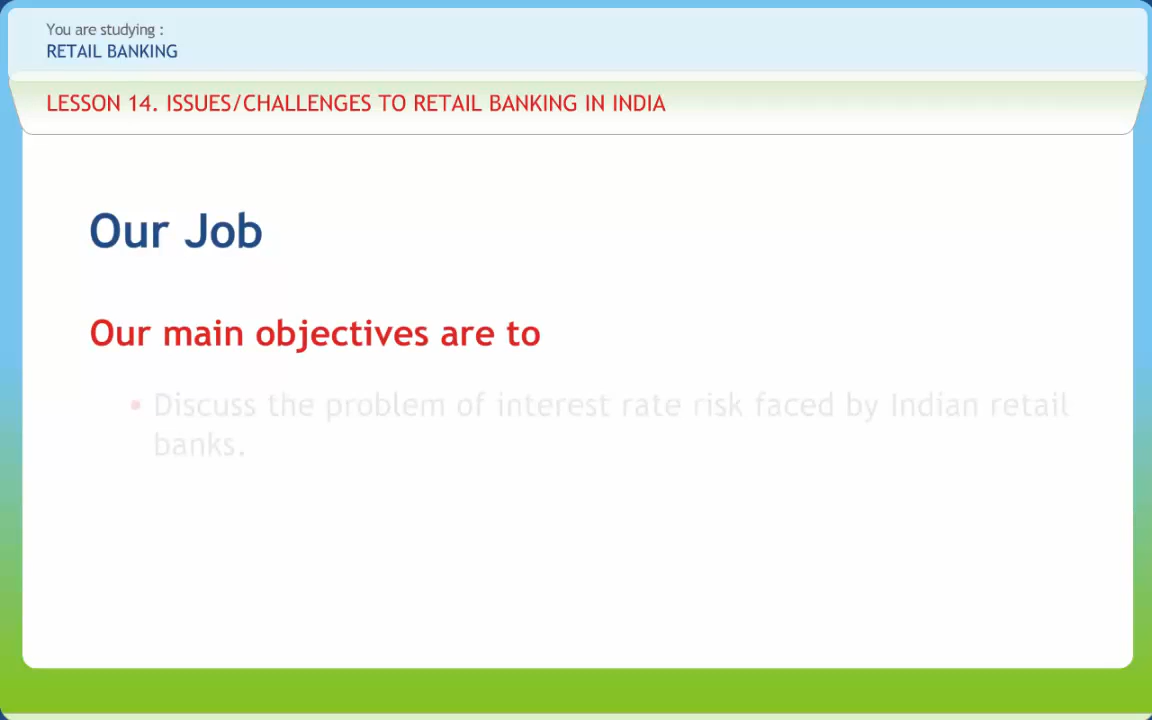 You are studying :
RETAIL BANKING
LESSON 14. ISSUES/CHALLENGES TO RETAIL BANKING IN INDIA
Our Job
Our main objectives are to
▪ Discuss the problem of interest rate risk faced by Indian retail
banks.